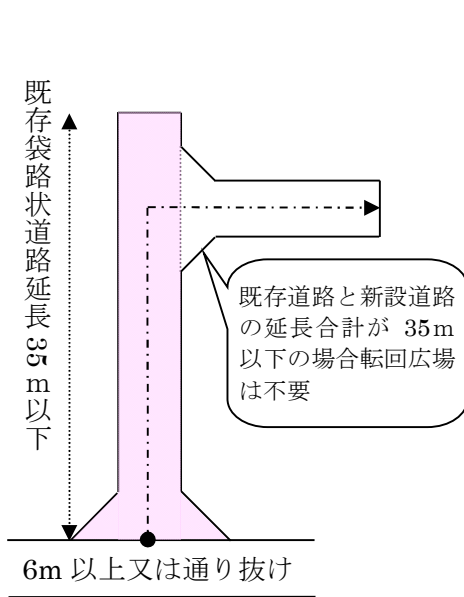 既存袋路状道路延長35ｍ以下
既存道路と新設道路
の延長合計が 35ｍ
以下の場合転回広場
は不要
6m 以上又は通り抜け